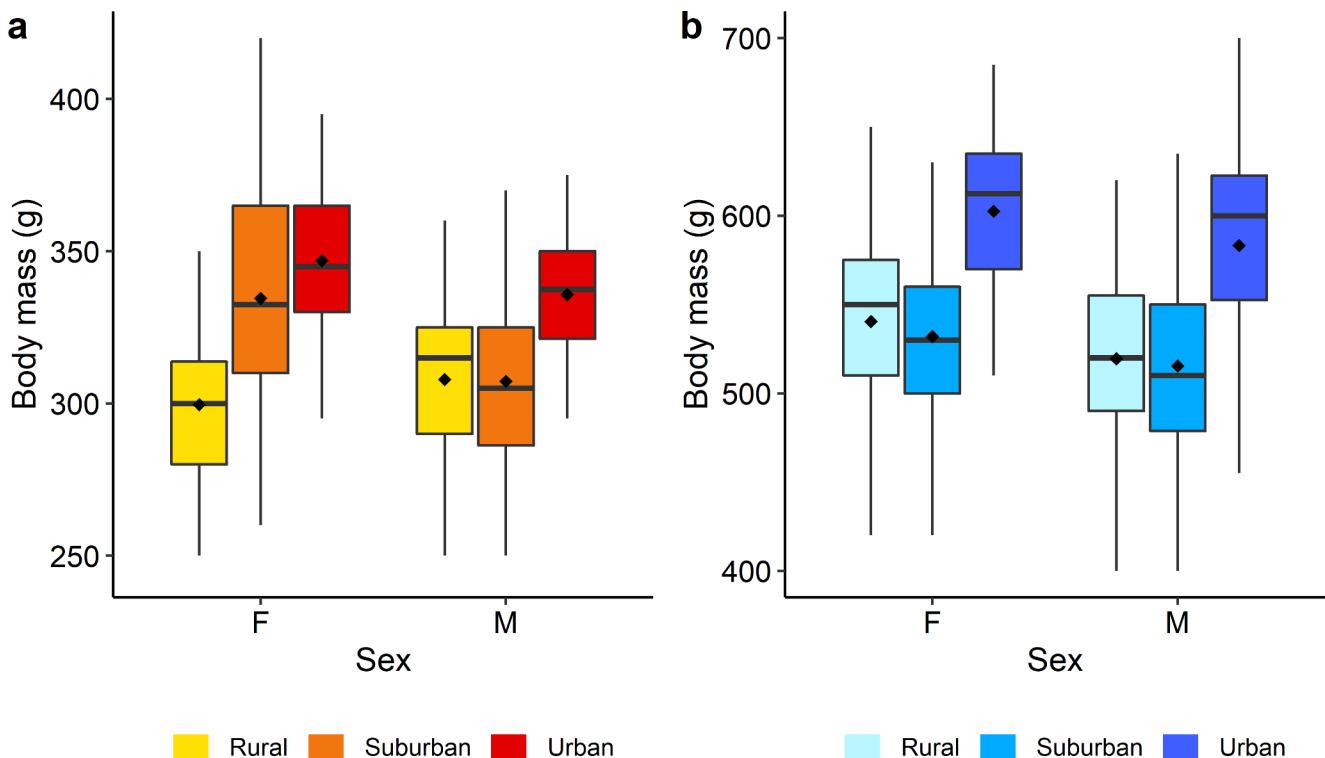 a
Body mass (g)
400
350
300
250
F M
Sex
Rural Suburban Urban
b
Body mass (g)
700
600
500
400
F M
Sex
Rural Suburban Urban